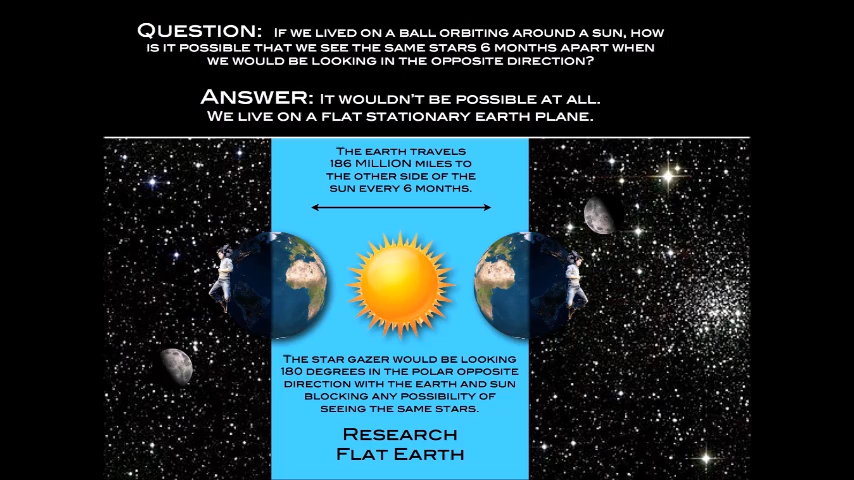 Question: If we lived on a ball orbiting around a sun, how
is it possible that we see the same stars 6 months apart when
we would be looking in the opposite direction?
Answer: It wouldn't be possible at all.
We live on a flat stationary earth plane.
The earth travels
186 million miles to
the other side of the
sun every 6 months.
The star gazer would be looking
180 degrees in the polar opposite
direction with the earth and sun
blocking any possibility of
seeing the same stars.
Research
Flat Earth